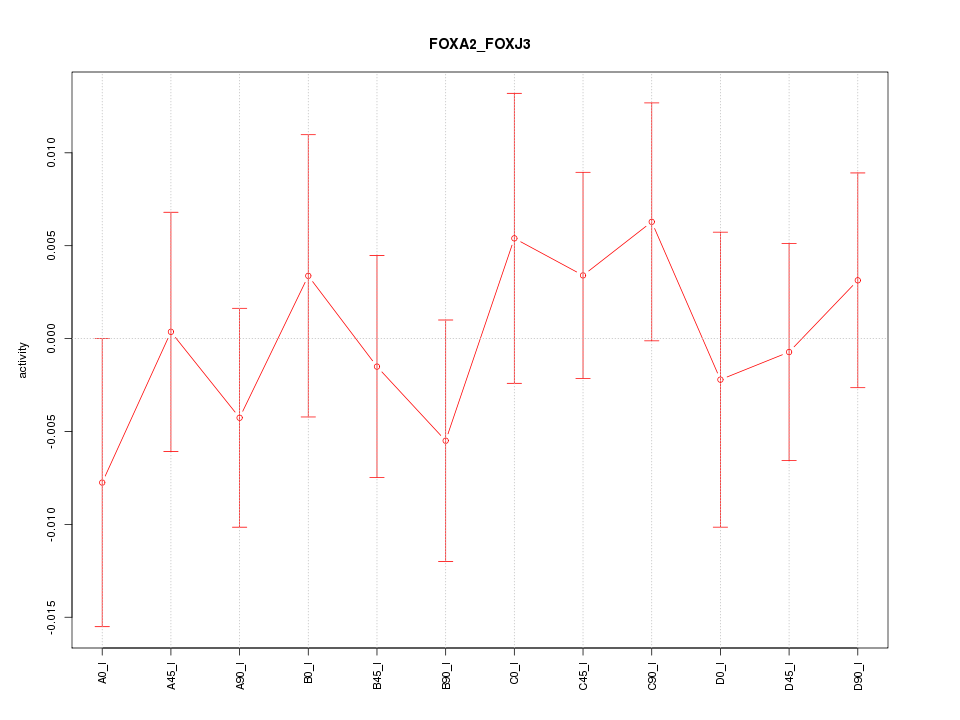 FOXA2_FOXJ3
activity
0.010
0.005
0.000
-0.005
-0.010
-0.015
A0_I
A45_I
A90_I
B0_I
B45_I
B90_I
C0_I
C45_I
C90_I
D0_I
D45_I
D90_I